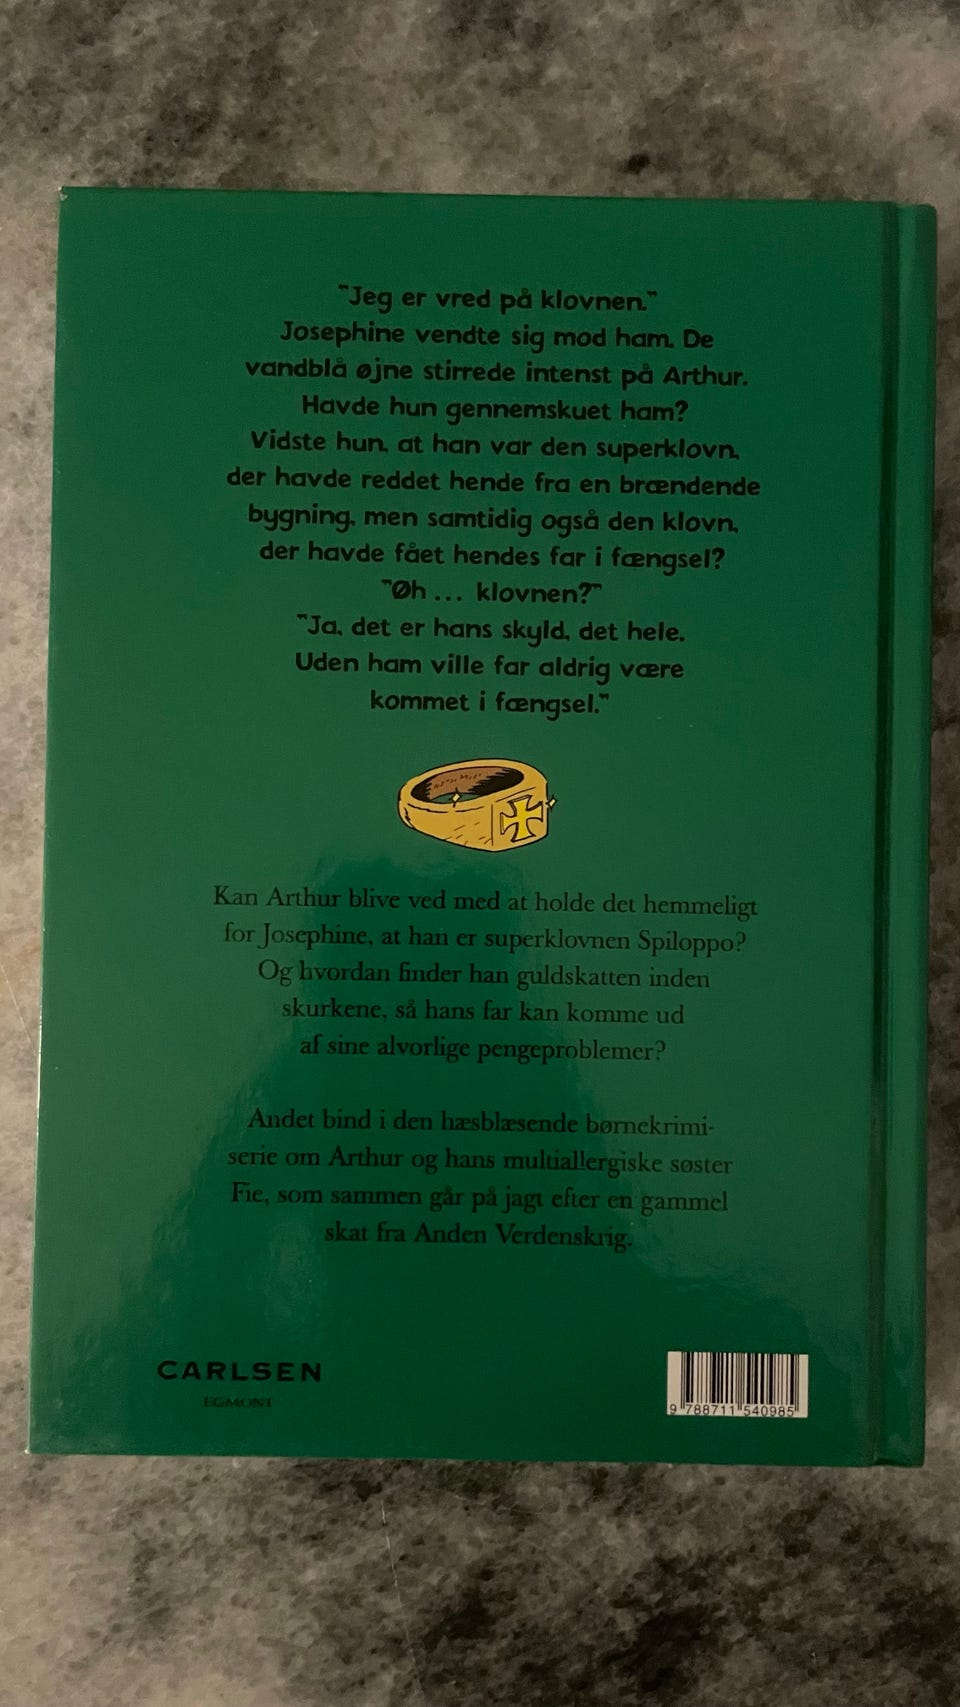 "Jeg er vred på klovnen."
Josephine vendte sig mod ham. De
vandblå øjne stirrede intenst på Arthur.
Havde hun gennemskuet ham?
Vidste hun, at han var den superklovn,
der havde reddet hende fra en brændende
bygning, men samtidig også den klovn,
der havde fået hendes far i fængsel?
"Øh ... klovnen?"
"Ja, det er hans skyld, det hele.
Uden ham ville far aldrig være
kommet i fængsel."
Kan Arthur blive ved med at holde det hemmeligt
for Josephine, at han er superklovnen Spiloppo?
Og hvordan finder han guldskatten inden
skurkene, så hans far kan komme ud
af sine alvorlige pengeproblemer?
Andet bind i den hæsblæsende børnekrimi-
serie om Arthur og hans multiallergiske søster
Fie, som sammen går på jagt efter en gammel
skat fra Anden Verdenskrig.
CARLSEN
EGMONT
9 788711 540985